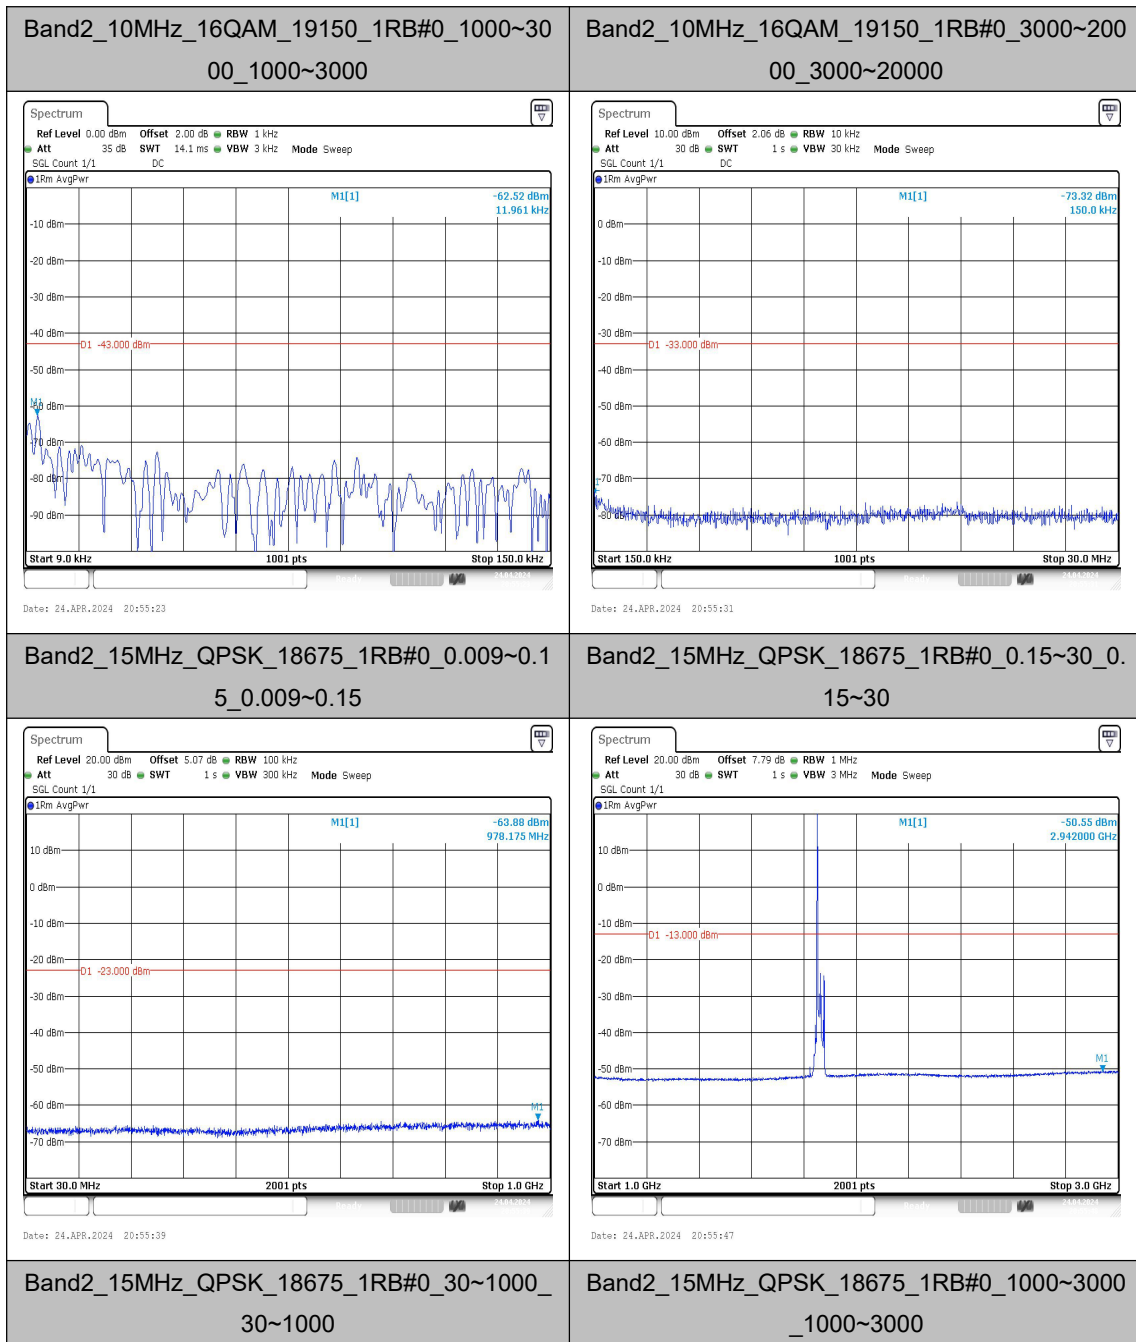 Band2_10MHz_16QAM_19150_1RB#0_1000~30
00_1000~3000
Band2_10MHz_16QAM_19150_1RB#0_3000~200
00_3000~20000
Spectrum
Ref Level 0.00 dBm Offset 2.00 dB RBW 1 kHz
Att 35 dB SWT 14.1 ms VBW 3 kHz Mode Sweep
SGL Count 1/1 DC
1Rm AvgPwr
M1[1] -62.52 dBm
11.961 kHz
-10 dBm
-20 dBm
-30 dBm
-40 dBm
D1 -43.000 dBm
-50 dBm
M1
-60 dBm
-70 dBm
-80 dBm
-90 dBm
Start 9.0 kHz 1001 pts Stop 150.0 kHz
Date: 24.APR.2024 20:55:23
Spectrum
Ref Level 10.00 dBm Offset 2.06 dB RBW 10 kHz
Att 30 dB SWT 1 s VBW 30 kHz Mode Sweep
SGL Count 1/1 DC
1Rm AvgPwr
M1[1] -73.32 dBm
150.0 kHz
0 dBm
-10 dBm
-20 dBm
-30 dBm
D1 -33.000 dBm
-40 dBm
-50 dBm
-60 dBm
-70 dBm
-80 dBm
Start 150.0 kHz 1001 pts Stop 30.0 MHz
Date: 24.APR.2024 20:55:31
Band2_15MHz_QPSK_18675_1RB#0_0.009~0.1
5_0.009~0.15
Band2_15MHz_QPSK_18675_1RB#0_0.15~30_0.
15~30
Spectrum
Ref Level 20.00 dBm Offset 5.07 dB RBW 100 kHz
Att 30 dB SWT 1 s VBW 300 kHz Mode Sweep
SGL Count 1/1
1Rm AvgPwr
M1[1] -63.88 dBm
978.175 MHz
10 dBm
0 dBm
-10 dBm
-20 dBm
D1 -23.000 dBm
-30 dBm
-40 dBm
-50 dBm
-60 dBm
M1
-70 dBm
Start 30.0 MHz 2001 pts Stop 1.0 GHz
Date: 24.APR.2024 20:55:39
Spectrum
Ref Level 20.00 dBm Offset 7.79 dB RBW 1 MHz
Att 30 dB SWT 1 s VBW 3 MHz Mode Sweep
SGL Count 1/1
1Rm AvgPwr
M1[1] -50.55 dBm
2.942000 GHz
10 dBm
0 dBm
-10 dBm
D1 -13.000 dBm
-20 dBm
-30 dBm
-40 dBm
-50 dBm
M1
-60 dBm
-70 dBm
Start 1.0 GHz 2001 pts Stop 3.0 GHz
Date: 24.APR.2024 20:55:47
Band2_15MHz_QPSK_18675_1RB#0_30~1000_
30~1000
Band2_15MHz_QPSK_18675_1RB#0_1000~3000
_1000~3000